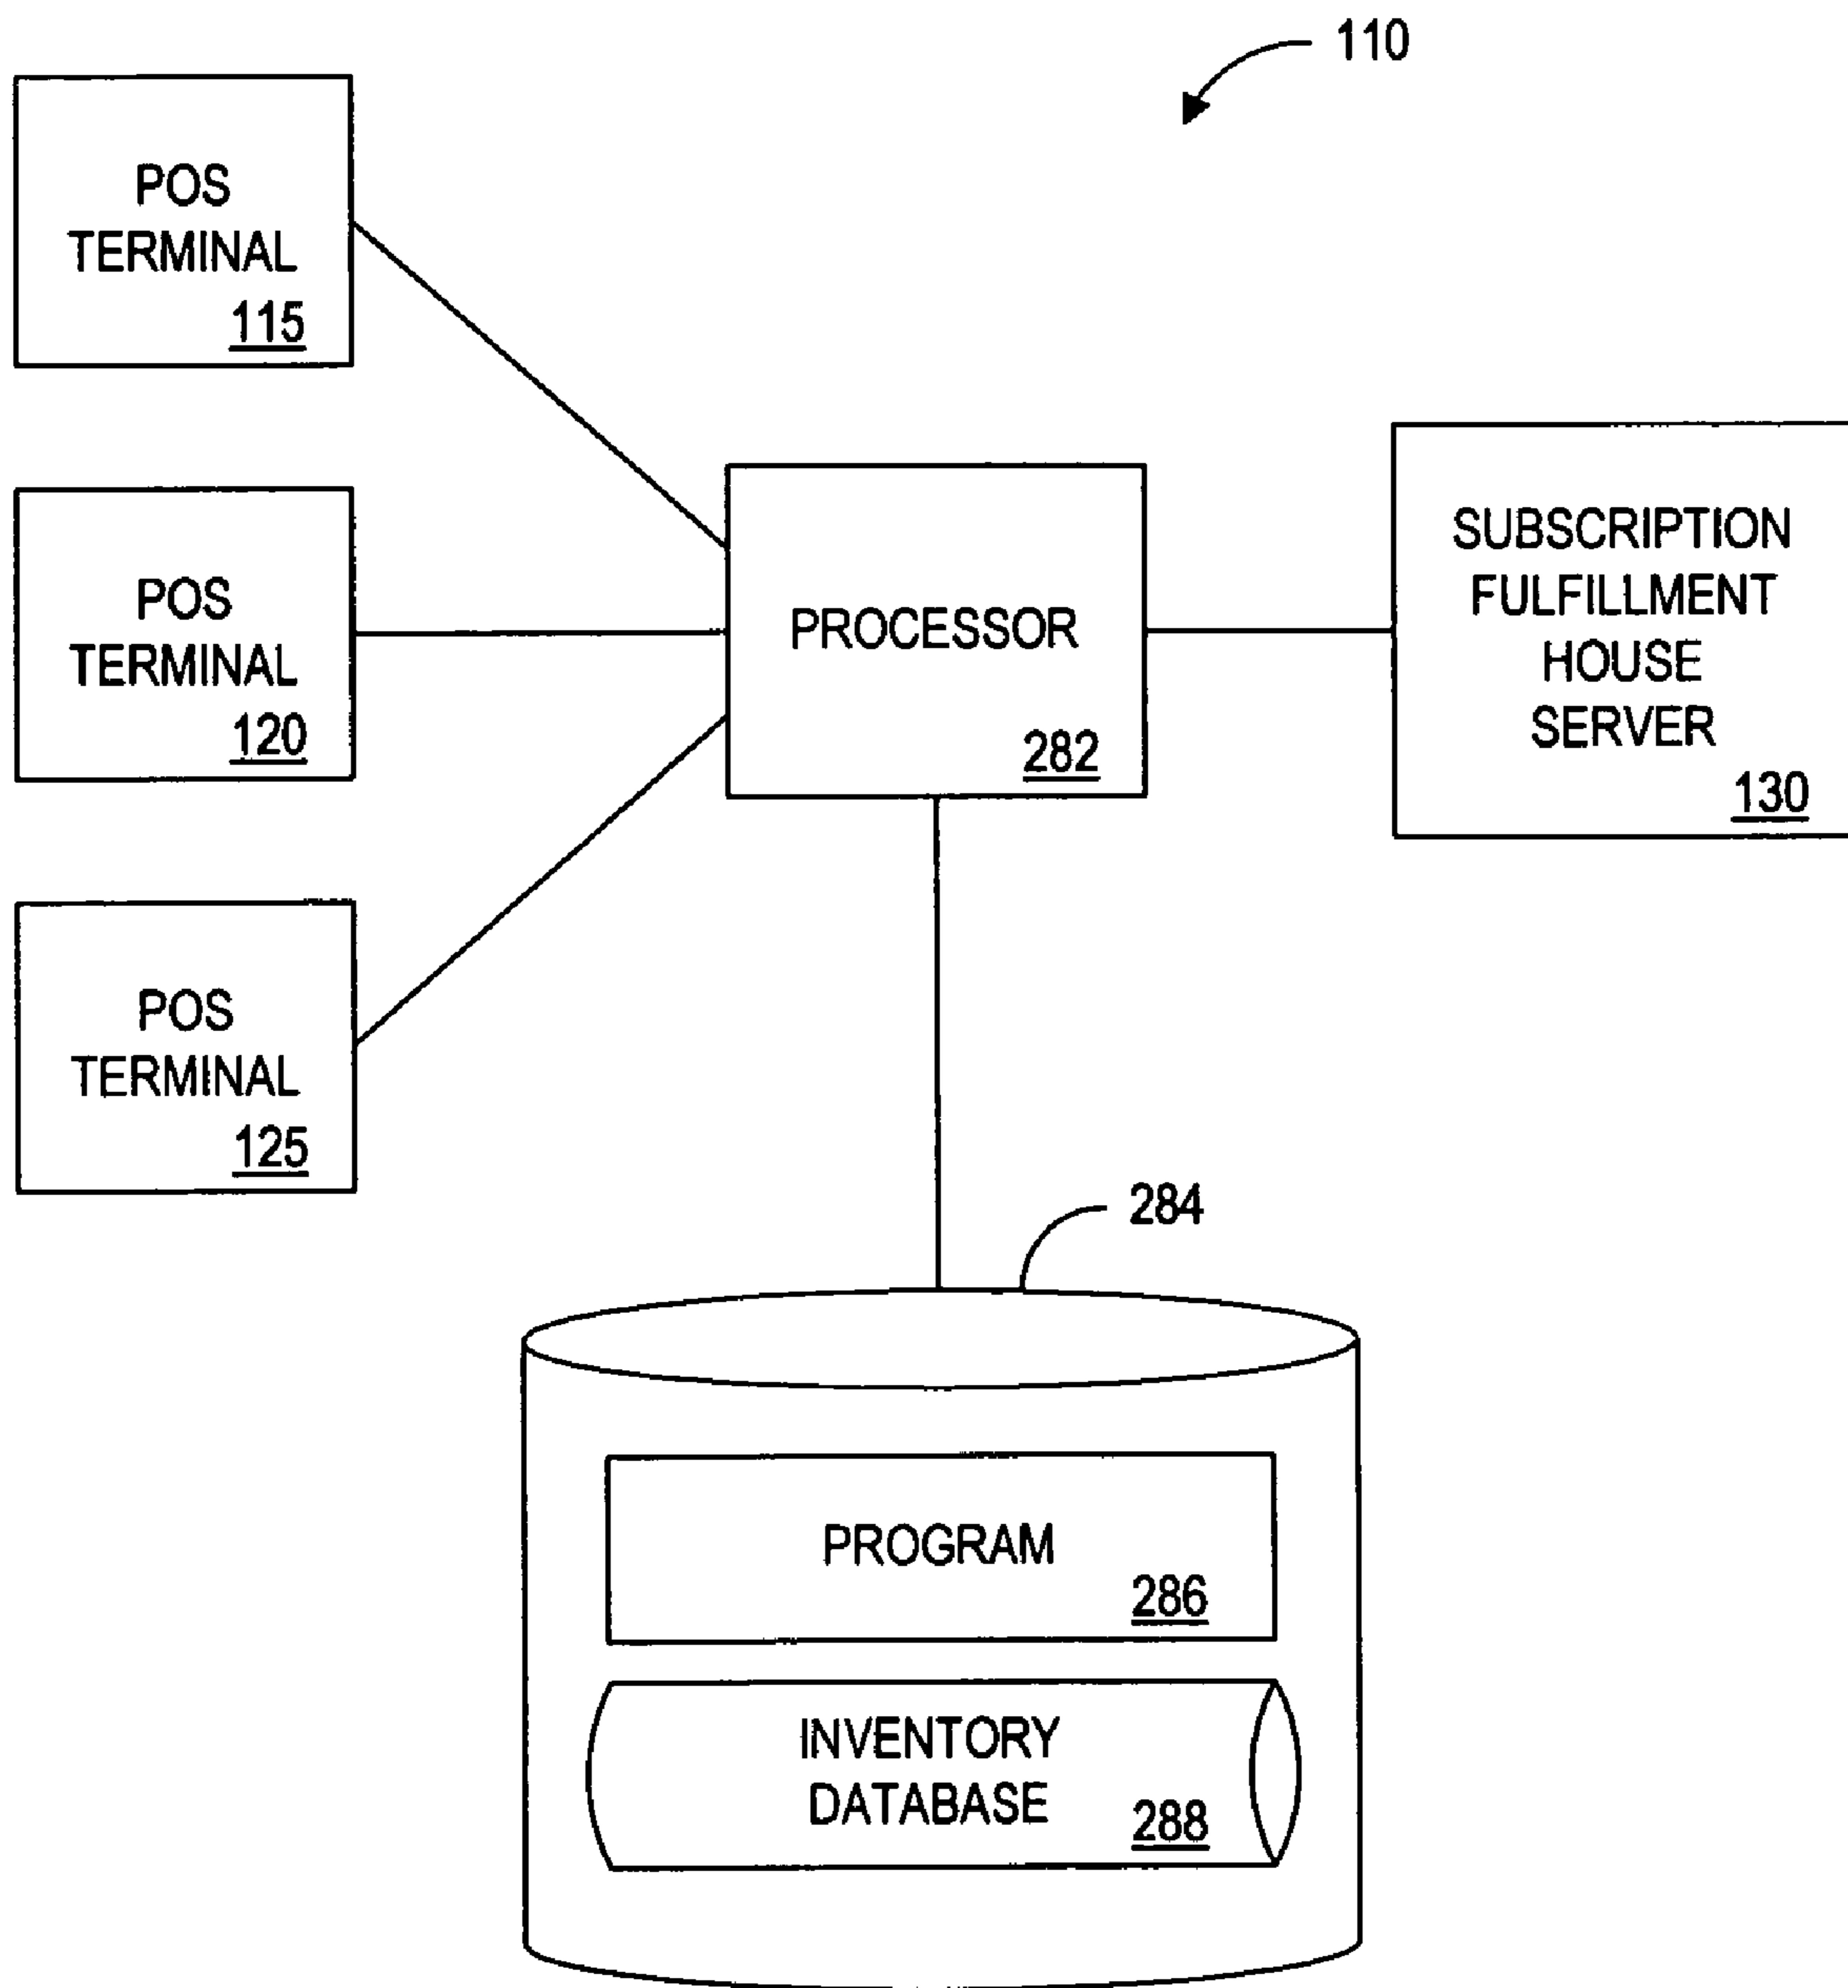 110
POS
TERMINAL
115
POS
TERMINAL
120
POS
TERMINAL
125
PROCESSOR
282
SUBSCRIPTION
FULFILLMENT
HOUSE
SERVER
130
284
PROGRAM
286
INVENTORY
DATABASE
288